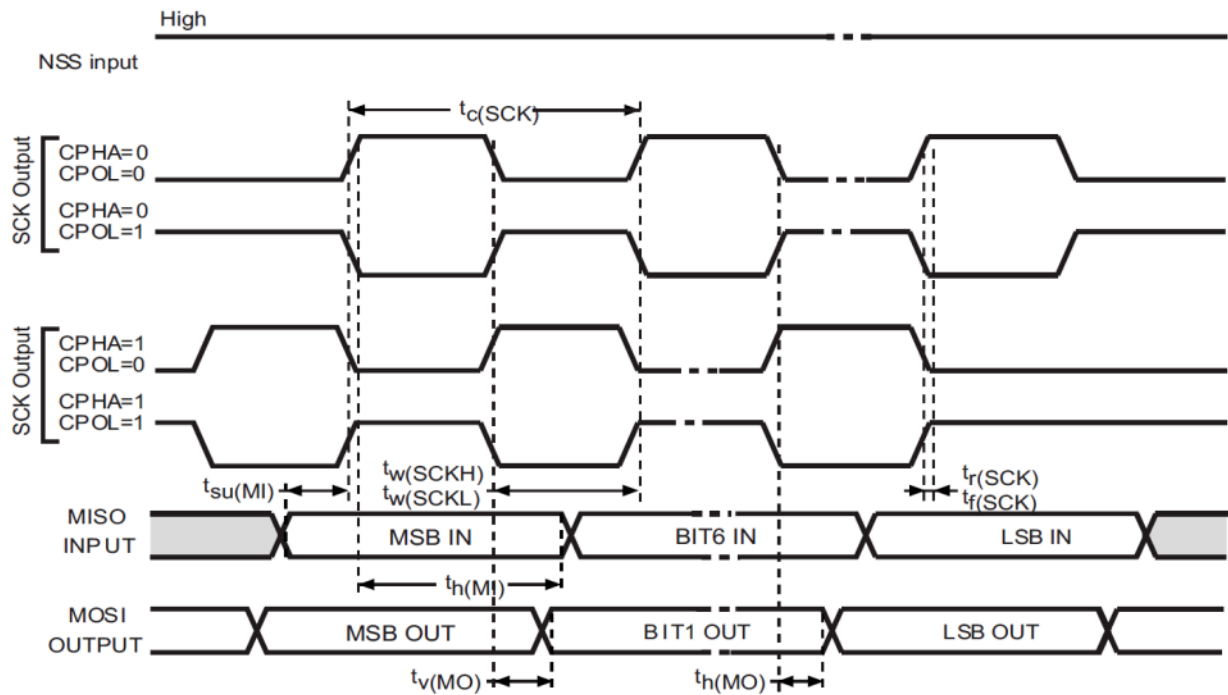 High
NSS input
tc(SCK)
SCK Output
CPHA=0
CPOL=0
CPHA=0
CPOL=1
SCK Output
CPHA=1
CPOL=0
CPHA=1
CPOL=1
tsu(MI)
tw(SCKH)
tw(SCKL)
tr(SCK)
tf(SCK)
MISO
INPUT
MSB IN
BIT6 IN
LSB IN
th(MI)
MOSI
OUTPUT
MSB OUT
BIT1 OUT
LSB OUT
tv(MO)
th(MO)